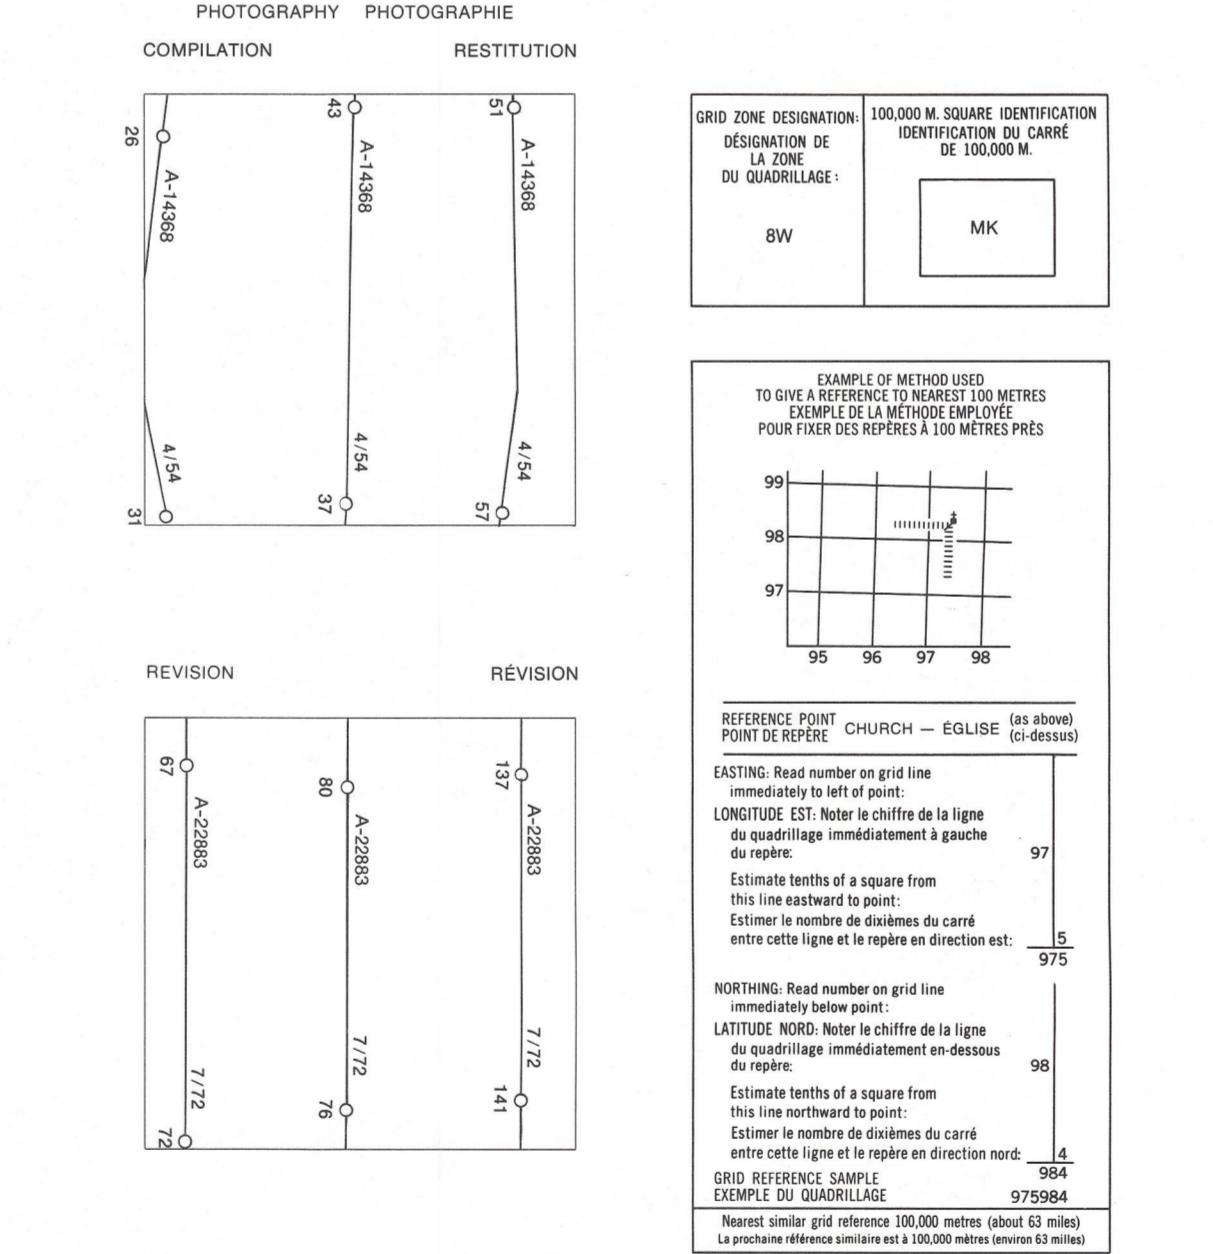 PHOTOGRAPHY PHOTOGRAPHIE
COMPILATION RESTITUTION
26
A-14368
4/54
31
43
A-14368
4/54
37
51
A-14368
4/54
57
REVISION RÉVISION
67
A-22883
7/72
72
80
A-22883
7/72
76
137
A-22883
7/72
141
GRID ZONE DESIGNATION:
DÉSIGNATION DE
LA ZONE
DU QUADRILLAGE:
8W
100,000 M. SQUARE IDENTIFICATION
IDENTIFICATION DU CARRÉ
DE 100,000 M.
MK
EXAMPLE OF METHOD USED
TO GIVE A REFERENCE TO NEAREST 100 METRES
EXEMPLE DE LA MÉTHODE EMPLOYÉE
POUR FIXER DES REPÈRES À 100 MÈTRES PRÈS
99
98
97
95 96 97 98
REFERENCE POINT
POINT DE REPÈRE
CHURCH — ÉGLISE
(as above)
(ci-dessus)
EASTING: Read number on grid line
immediately to left of point:
LONGITUDE EST: Noter le chiffre de la ligne
du quadrillage immédiatement à gauche
du repère: 97
Estimate tenths of a square from
this line eastward to point:
Estimer le nombre de dixièmes du carré
entre cette ligne et le repère en direction est: 5
975
NORTHING: Read number on grid line
immediately below point:
LATITUDE NORD: Noter le chiffre de la ligne
du quadrillage immédiatement en-dessous
du repère: 98
Estimate tenths of a square from
this line northward to point:
Estimer le nombre de dixièmes du carré
entre cette ligne et le repère en direction nord: 4
984
GRID REFERENCE SAMPLE
EXEMPLE DU QUADRILLAGE 975984
Nearest similar grid reference 100,000 metres (about 63 miles)
La prochaine référence similaire est à 100,000 mètres (environ 63 milles)